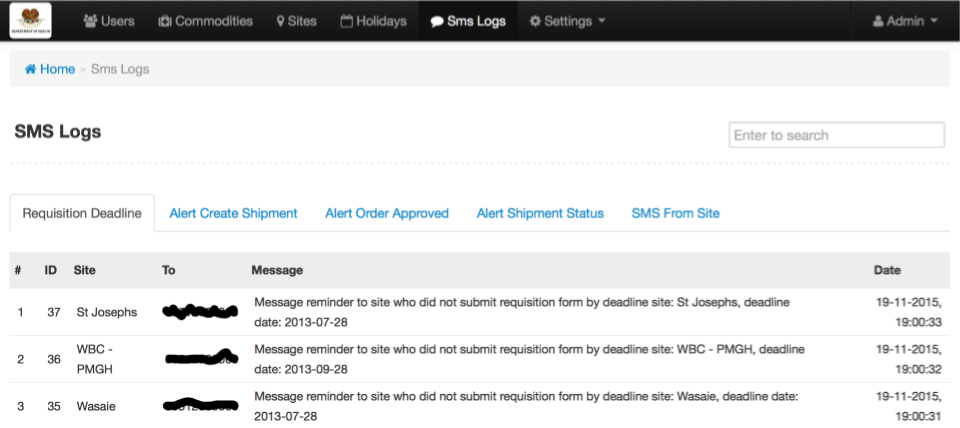 DEPARTMENT OF HEALTH
Users Commodities Sites Holidays Sms Logs Settings Admin
Home » Sms Logs
SMS Logs
Enter to search
Requisition Deadline Alert Create Shipment Alert Order Approved Alert Shipment Status SMS From Site
# ID Site To Message Date
1 37 St Josephs Message reminder to site who did not submit requisition form by deadline site: St Josephs, deadline 19-11-2015,
date: 2013-07-28 19:00:33
2 36 WBC - Message reminder to site who did not submit requisition form by deadline site: WBC - PMGH, deadline 19-11-2015,
PMGH date: 2013-09-28 19:00:32
3 35 Wasaie Message reminder to site who did not submit requisition form by deadline site: Wasaie, deadline date: 19-11-2015,
2013-07-28 19:00:31